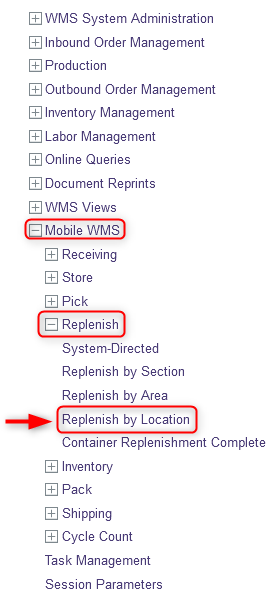 WMS System Administration
Inbound Order Management
Production
Outbound Order Management
Inventory Management
Labor Management
Online Queries
Document Reprints
WMS Views
Mobile WMS
Receiving
Store
Pick
Replenish
System-Directed
Replenish by Section
Replenish by Area
Replenish by Location
Container Replenishment Complete
Inventory
Pack
Shipping
Cycle Count
Task Management
Session Parameters